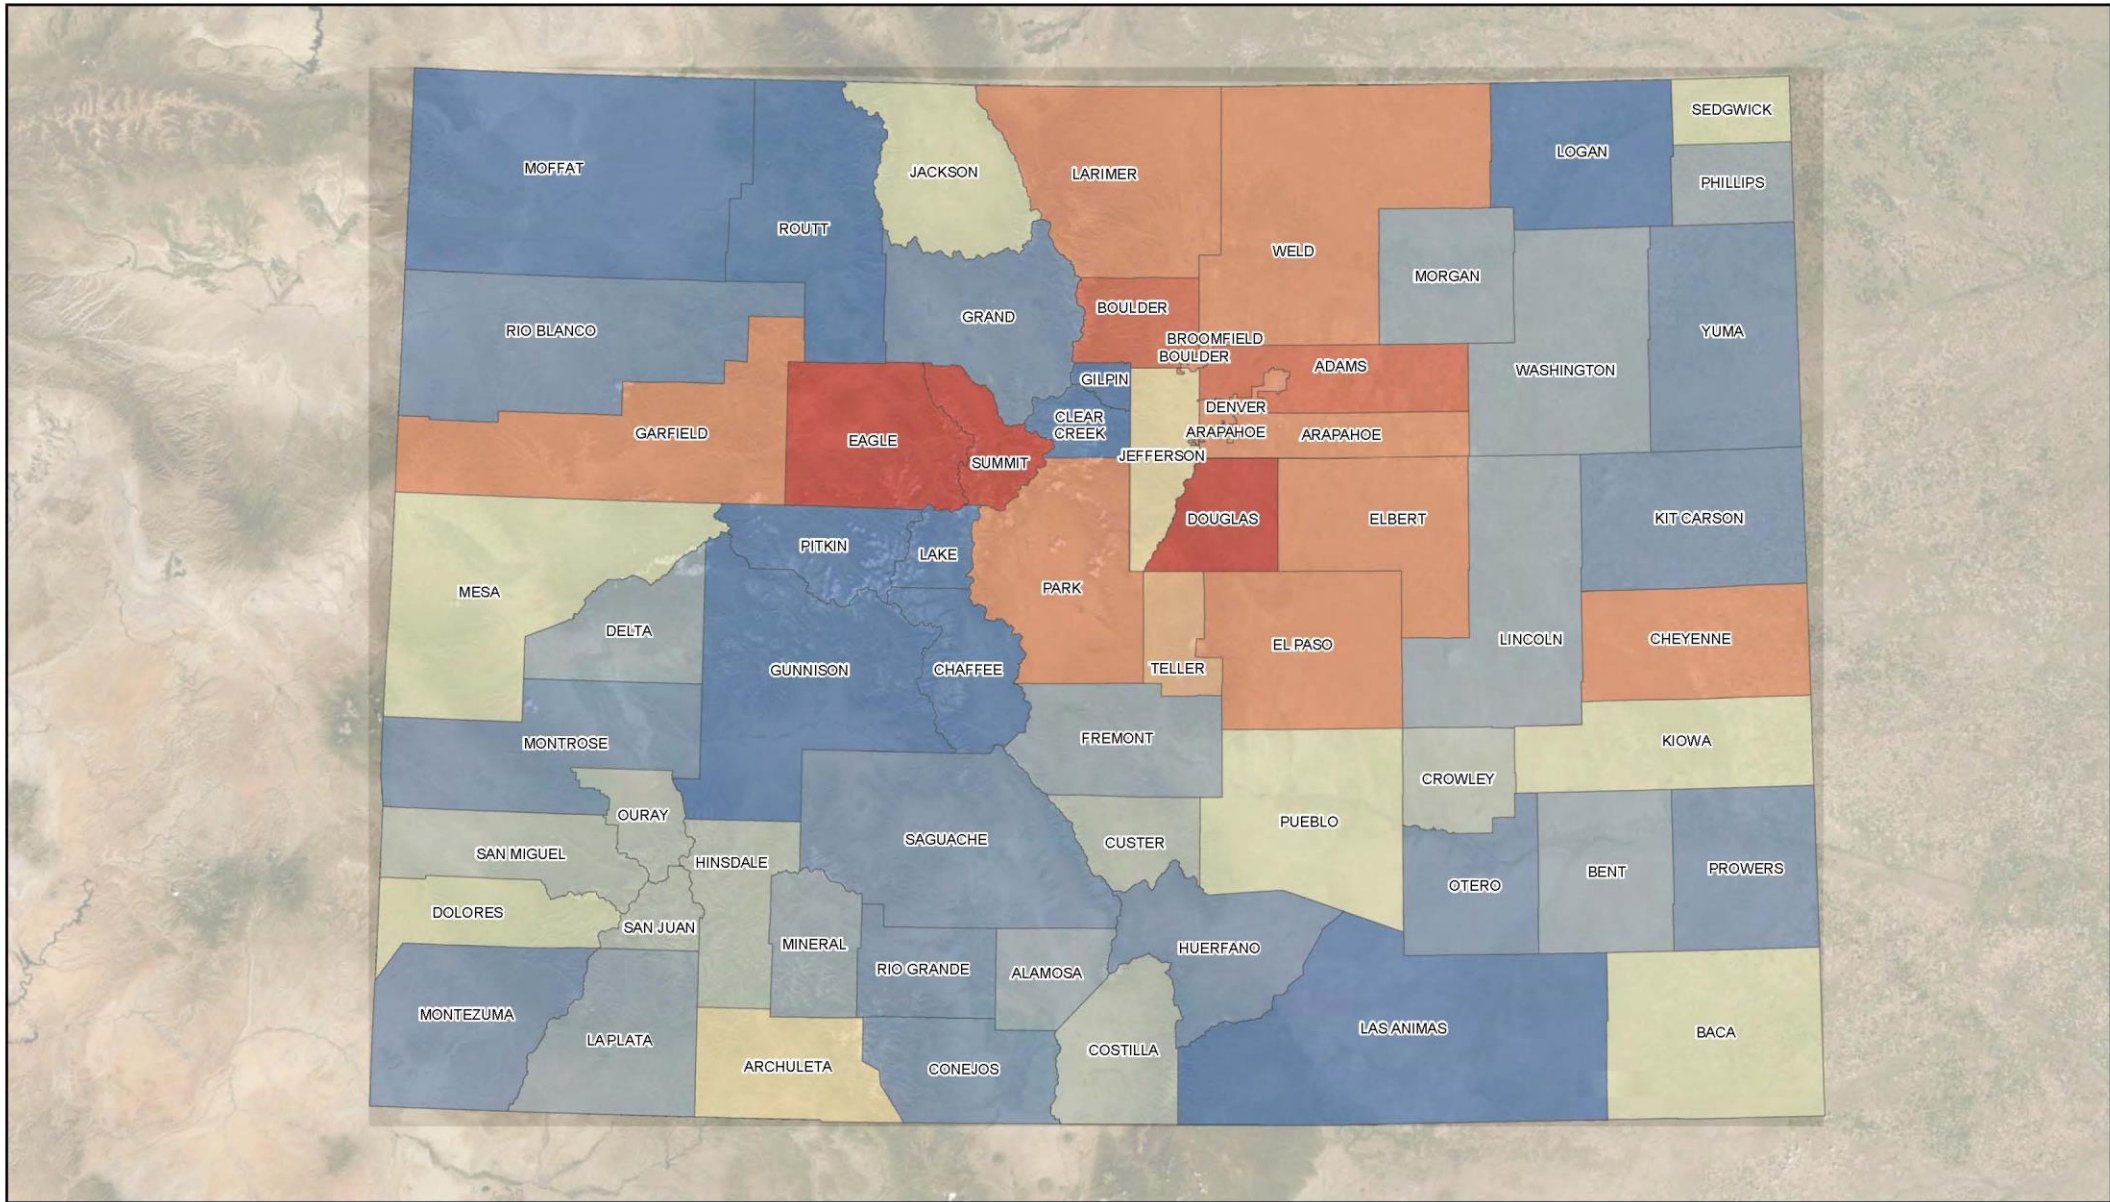 SEDGWICK
LOGAN
MOFFAT
JACKSON
LARIMER
PHILLIPS
ROUTT
WELD
MORGAN
BOULDER
GRAND
RIO BLANCO
YUMA
BROOMFIELD
BOULDER
ADAMS
WASHINGTON
GILPIN
DENVER
CLEAR
CREEK
GARFIELD
ARAPAHOE
ARAPAHOE
EAGLE
JEFFERSON
SUMMIT
DOUGLAS
ELBERT
KIT CARSON
PITKIN
LAKE
PARK
MESA
DELTA
LINCOLN
CHEYENNE
EL PASO
GUNNISON
CHAFFEE
TELLER
FREMONT
KIOWA
MONTROSE
CROWLEY
OURAY
PUEBLO
SAGUACHE
CUSTER
SAN MIGUEL
HINSDALE
PROWERS
BENT
OTERO
DOLORES
SAN JUAN
MINERAL
HUERFANO
RIO GRANDE
ALAMOSA
MONTEZUMA
LAS ANIMAS
BACA
LA PLATA
COSTILLA
ARCHULETA
CONEJOS